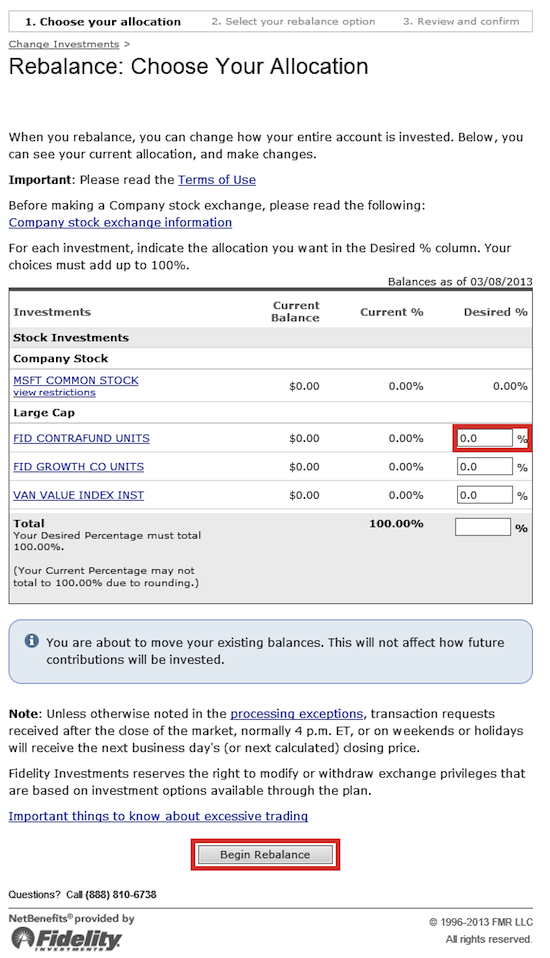 1. Choose your allocation 2. Select your rebalance option 3. Review and confirm
Change Investments >
Rebalance: Choose Your Allocation
When you rebalance, you can change how your entire account is invested. Below, you
can see your current allocation, and make changes.
Important: Please read the Terms of Use
Before making a Company stock exchange, please read the following:
Company stock exchange information
For each investment, indicate the allocation you want in the Desired % column. Your
choices must add up to 100%.
Balances as of 03/08/2013
Investments Current Balance Current % Desired %
Stock Investments
Company Stock
MSFT COMMON STOCK $0.00 0.00% 0.00%
view restrictions
Large Cap
FID CONTRAFUND UNITS $0.00 0.00% 0.0 %
FID GROWTH CO UNITS $0.00 0.00% 0.0 %
VAN VALUE INDEX INST $0.00 0.00% 0.0 %
Total 100.00% %
Your Desired Percentage must total
100.00%.
(Your Current Percentage may not
total to 100.00% due to rounding.)
i You are about to move your existing balances. This will not affect how future
contributions will be invested.
Note: Unless otherwise noted in the processing exceptions, transaction requests
received after the close of the market, normally 4 p.m. ET, or on weekends or holidays
will receive the next business day's (or next calculated) closing price.
Fidelity Investments reserves the right to modify or withdraw exchange privileges that
are based on investment options available through the plan.
Important things to know about excessive trading
Begin Rebalance
Questions? Call (888) 810-6738
NetBenefits® provided by
Fidelity
INVESTMENTS
© 1996-2013 FMR LLC
All rights reserved.